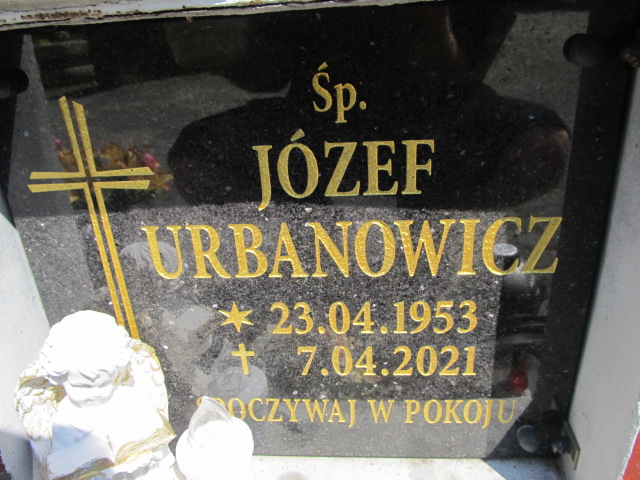 Śp.
JÓZEF
URBANOWICZ
23.04.1953
7.04.2021
SPOCZYWAJ W POKOJU